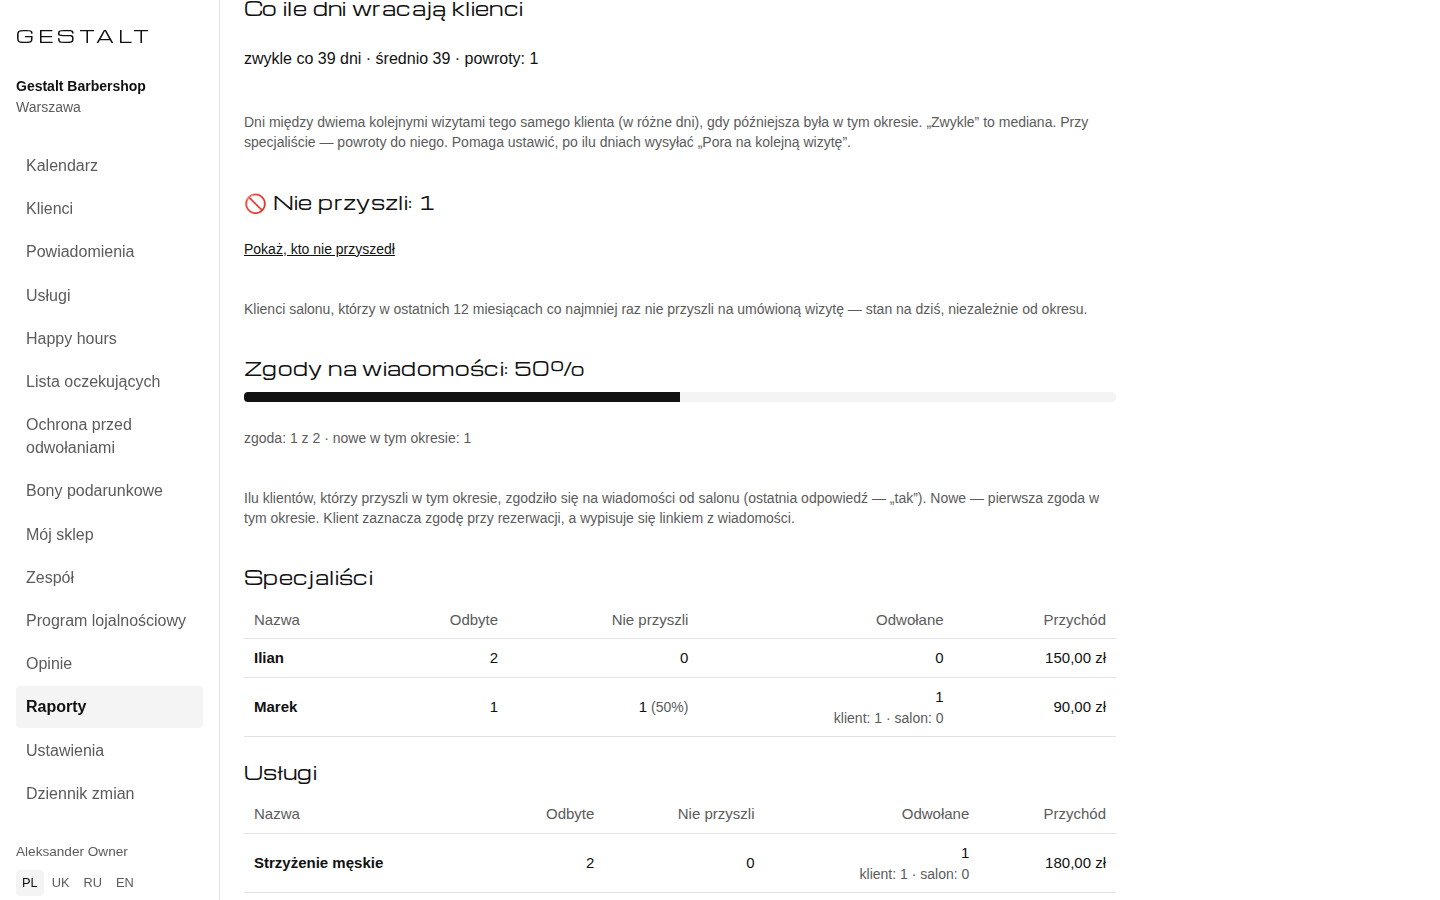 GESTALT
Gestalt Barbershop
Warszawa
Kalendarz
Klienci
Powiadomienia
Usługi
Happy hours
Lista oczekujących
Ochrona przed
odwołaniami
Bony podarunkowe
Mój sklep
Zespół
Program lojalnościowy
Opinie
Raporty
Ustawienia
Dziennik zmian
Aleksander Owner
PL UK RU EN
Co ile dni wracają klienci
zwykle co 39 dni · średnio 39 · powroty: 1
Dni między dwiema kolejnymi wizytami tego samego klienta (w różne dni), gdy późniejsza była w tym okresie. „Zwykle” to mediana. Przy
specjaliście — powroty do niego. Pomaga ustawić, po ilu dniach wysyłać „Pora na kolejną wizytę”.
🚫 Nie przyszli: 1
Pokaż, kto nie przyszedł
Klienci salonu, którzy w ostatnich 12 miesiącach co najmniej raz nie przyszli na umówioną wizytę — stan na dziś, niezależnie od okresu.
Zgody na wiadomości: 50%
zgoda: 1 z 2 · nowe w tym okresie: 1
Ilu klientów, którzy przyszli w tym okresie, zgodziło się na wiadomości od salonu (ostatnia odpowiedź — „tak”). Nowe — pierwsza zgoda w
tym okresie. Klient zaznacza zgodę przy rezerwacji, a wypisuje się linkiem z wiadomości.
Specjaliści
Nazwa Odbyte Nie przyszli Odwołane Przychód
Ilian 2 0 0 150,00 zł
Marek 1 1 (50%) 1 90,00 zł
klient: 1 · salon: 0
Usługi
Nazwa Odbyte Nie przyszli Odwołane Przychód
Strzyżenie męskie 2 0 1 180,00 zł
klient: 1 · salon: 0